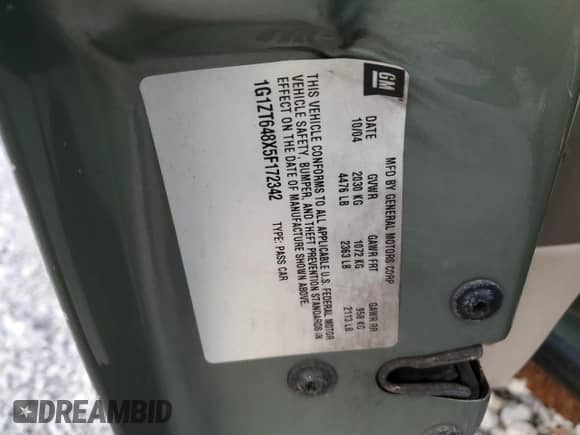 GM
MFD BY GENERAL MOTORS CORP
DATE GVWR GAWR FRT GAWR RR
10/04 2030 KG 1072 KG 958 KG
4476 LB 2363 LB 2113 LB
THIS VEHICLE CONFORMS TO ALL APPLICABLE U.S. FEDERAL MOTOR
VEHICLE SAFETY, BUMPER, AND THEFT PREVENTION STANDARDS IN
EFFECT ON THE DATE OF MANUFACTURE SHOWN ABOVE.
1G1ZT648X5F172342 TYPE: PASS CAR
DREAMBID